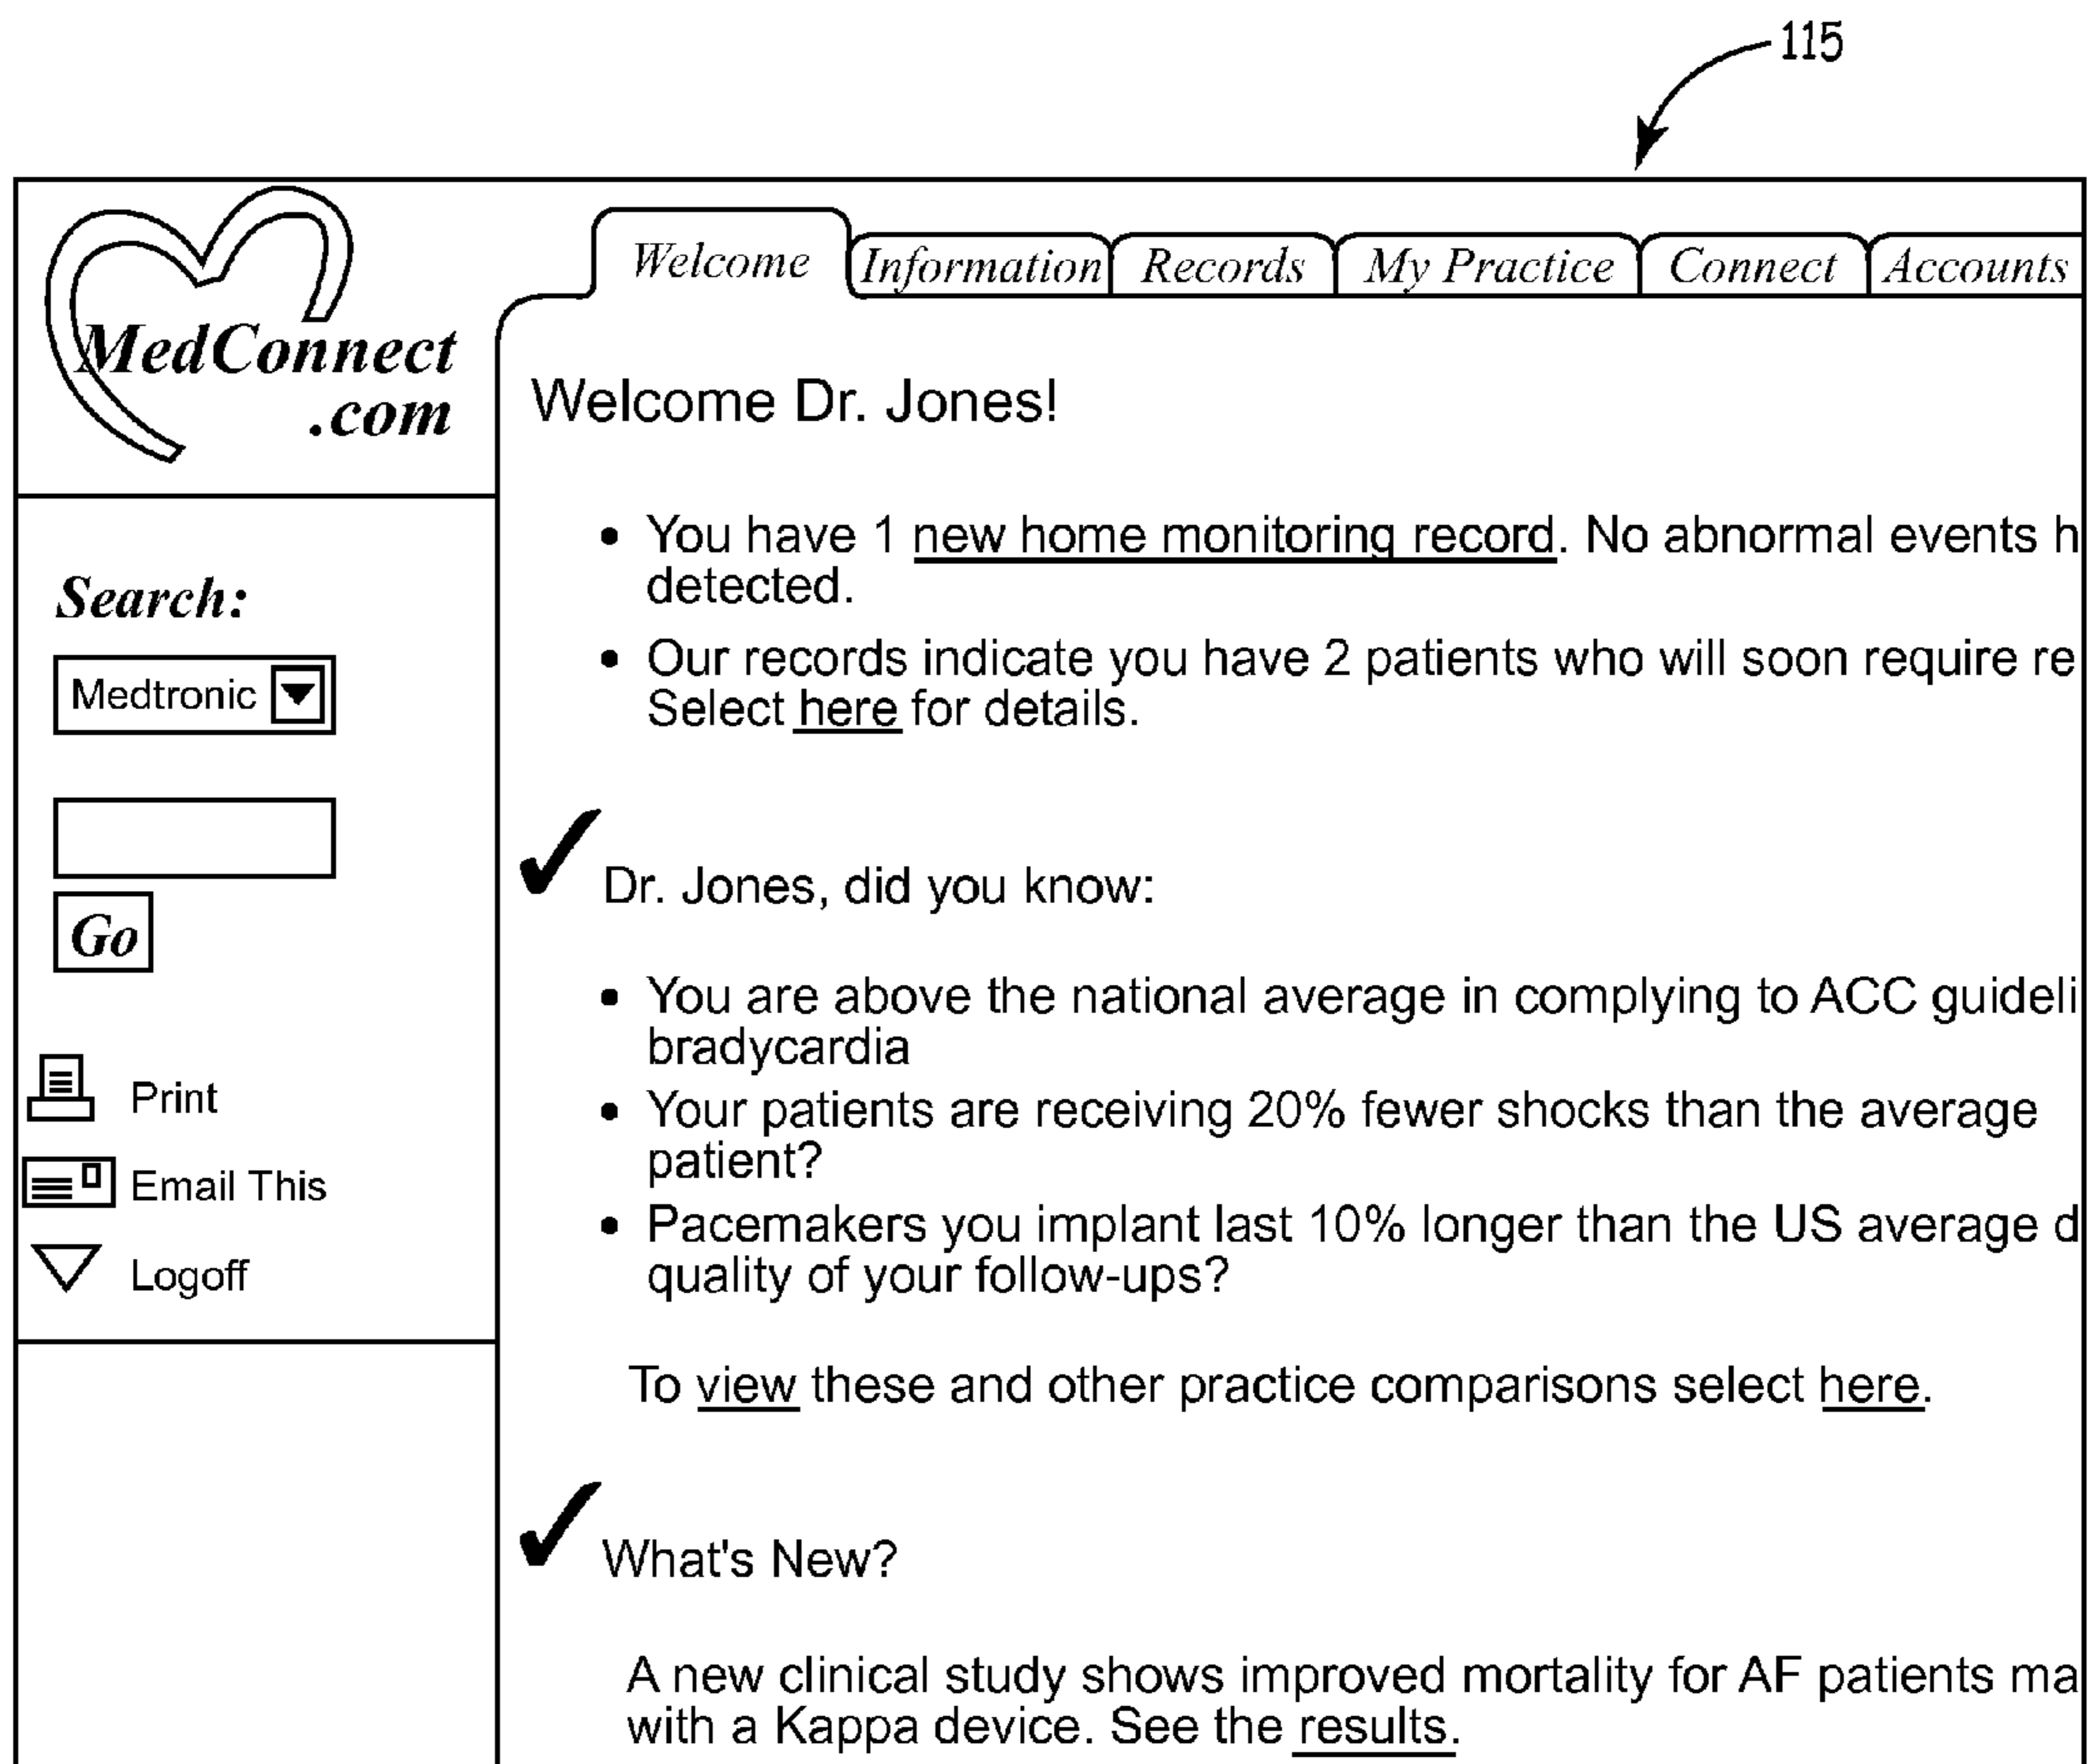 115
MedConnect
.com
Welcome Information Records My Practice Connect Accounts
Welcome Dr. Jones!
• You have 1 new home monitoring record. No abnormal events h
detected.
• Our records indicate you have 2 patients who will soon require re
Select here for details.
Search:
Medtronic
Go
Print
Email This
Logoff
Dr. Jones, did you know:
• You are above the national average in complying to ACC guideli
bradycardia
• Your patients are receiving 20% fewer shocks than the average
patient?
• Pacemakers you implant last 10% longer than the US average d
quality of your follow-ups?
To view these and other practice comparisons select here.
What's New?
A new clinical study shows improved mortality for AF patients ma
with a Kappa device. See the results.